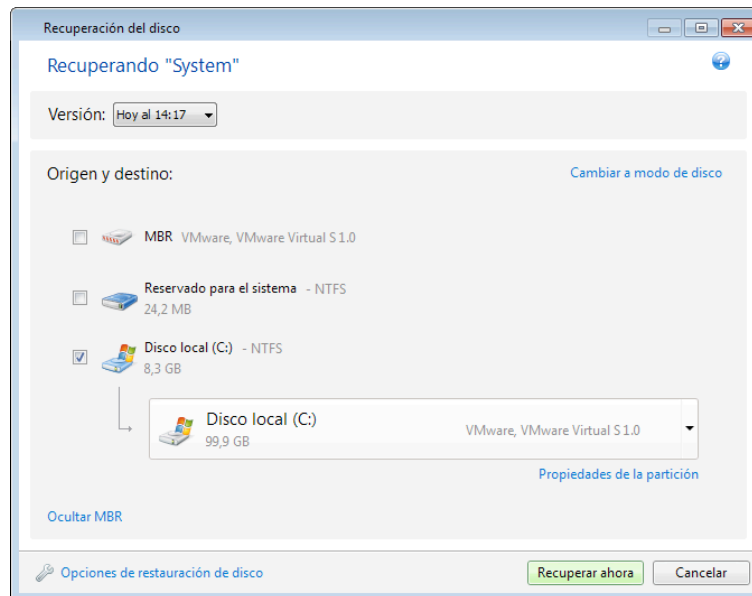 Recuperación del disco
Recuperando "System"
Versión: Hoy al 14:17
Origen y destino:
Cambiar a modo de disco
MBR VMware, VMware Virtual S 1.0
Reservado para el sistema - NTFS
24,2 MB
Disco local (C:) - NTFS
8,3 GB
Disco local (C:)
99,9 GB
VMware, VMware Virtual S 1.0
Propiedades de la partición
Ocultar MBR
Opciones de restauración de disco
Recuperar ahora
Cancelar